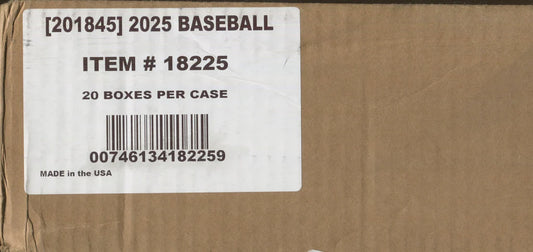 [201845] 2025 BASEBALL
ITEM # 18225
20 BOXES PER CASE
00746134182259
MADE in the USA